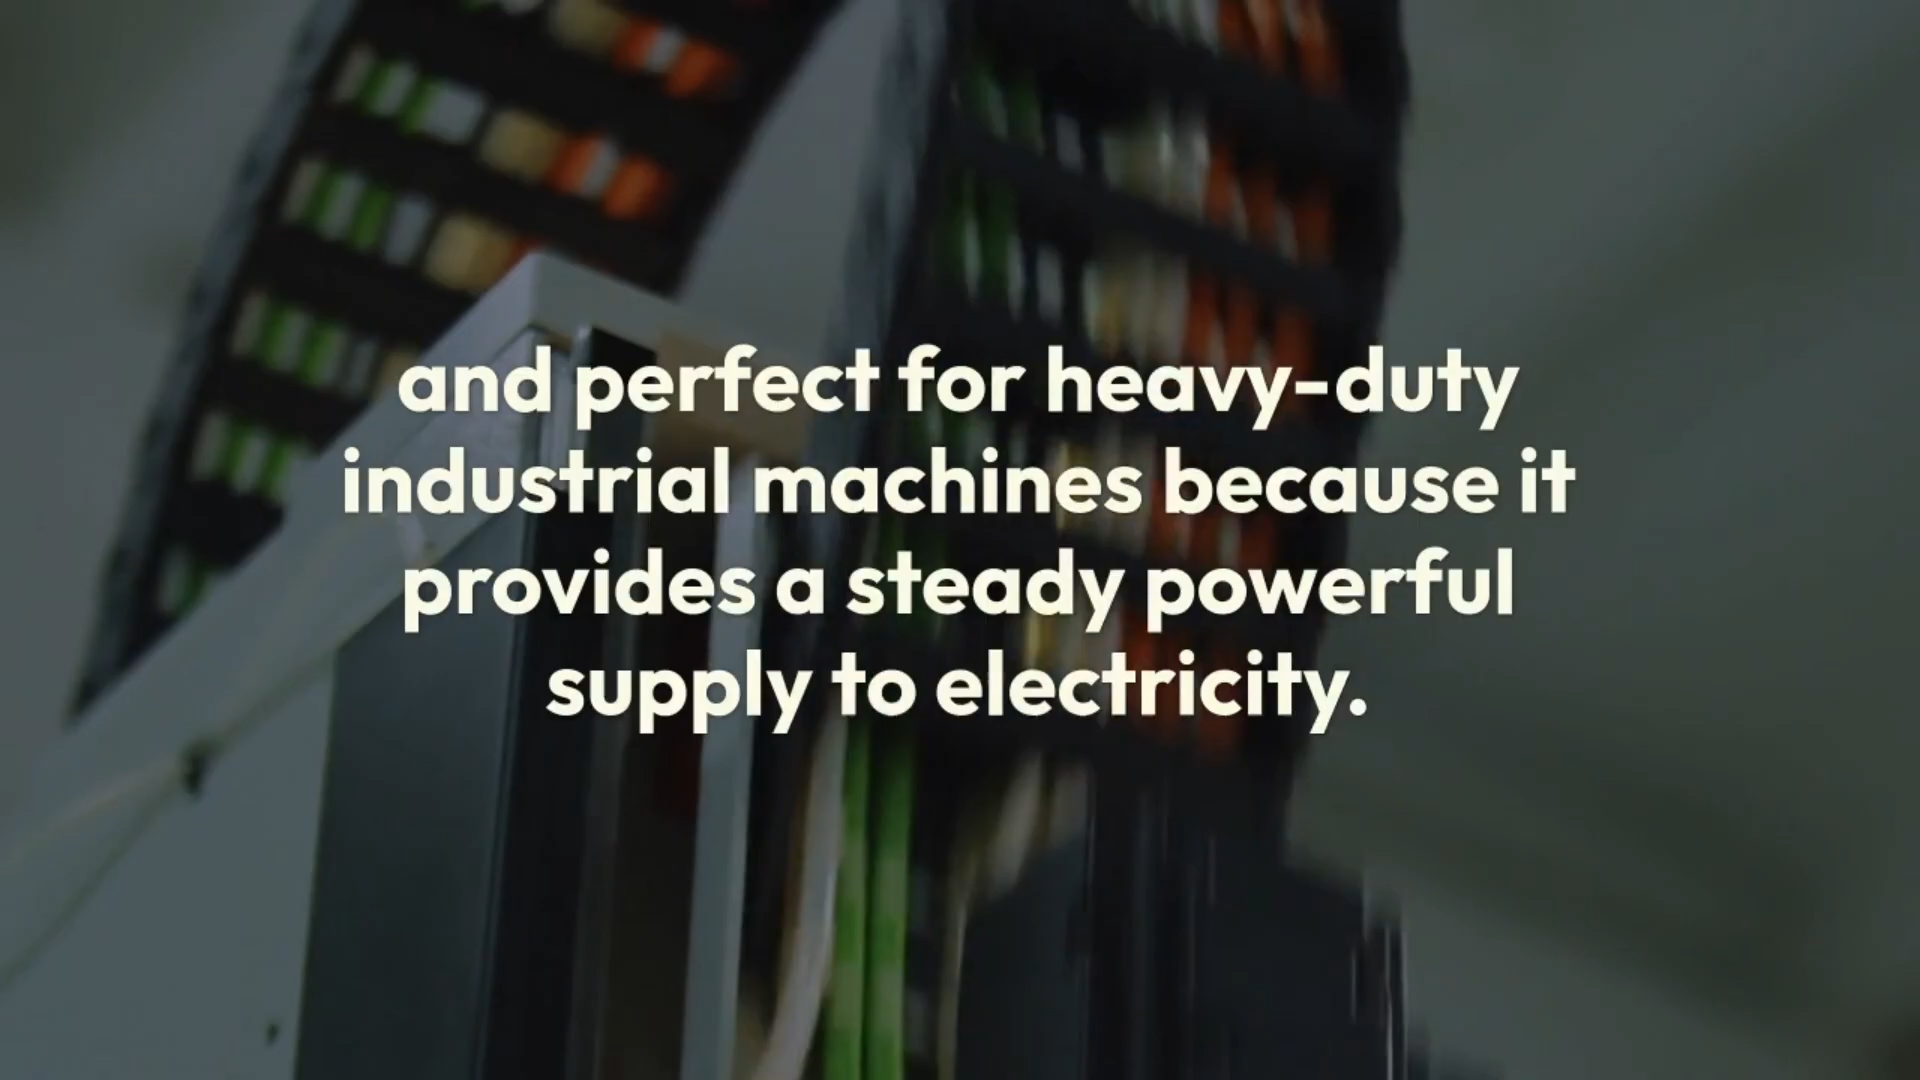 and perfect for heavy-duty
industrial machines because it
provides a steady powerful
supply to electricity.